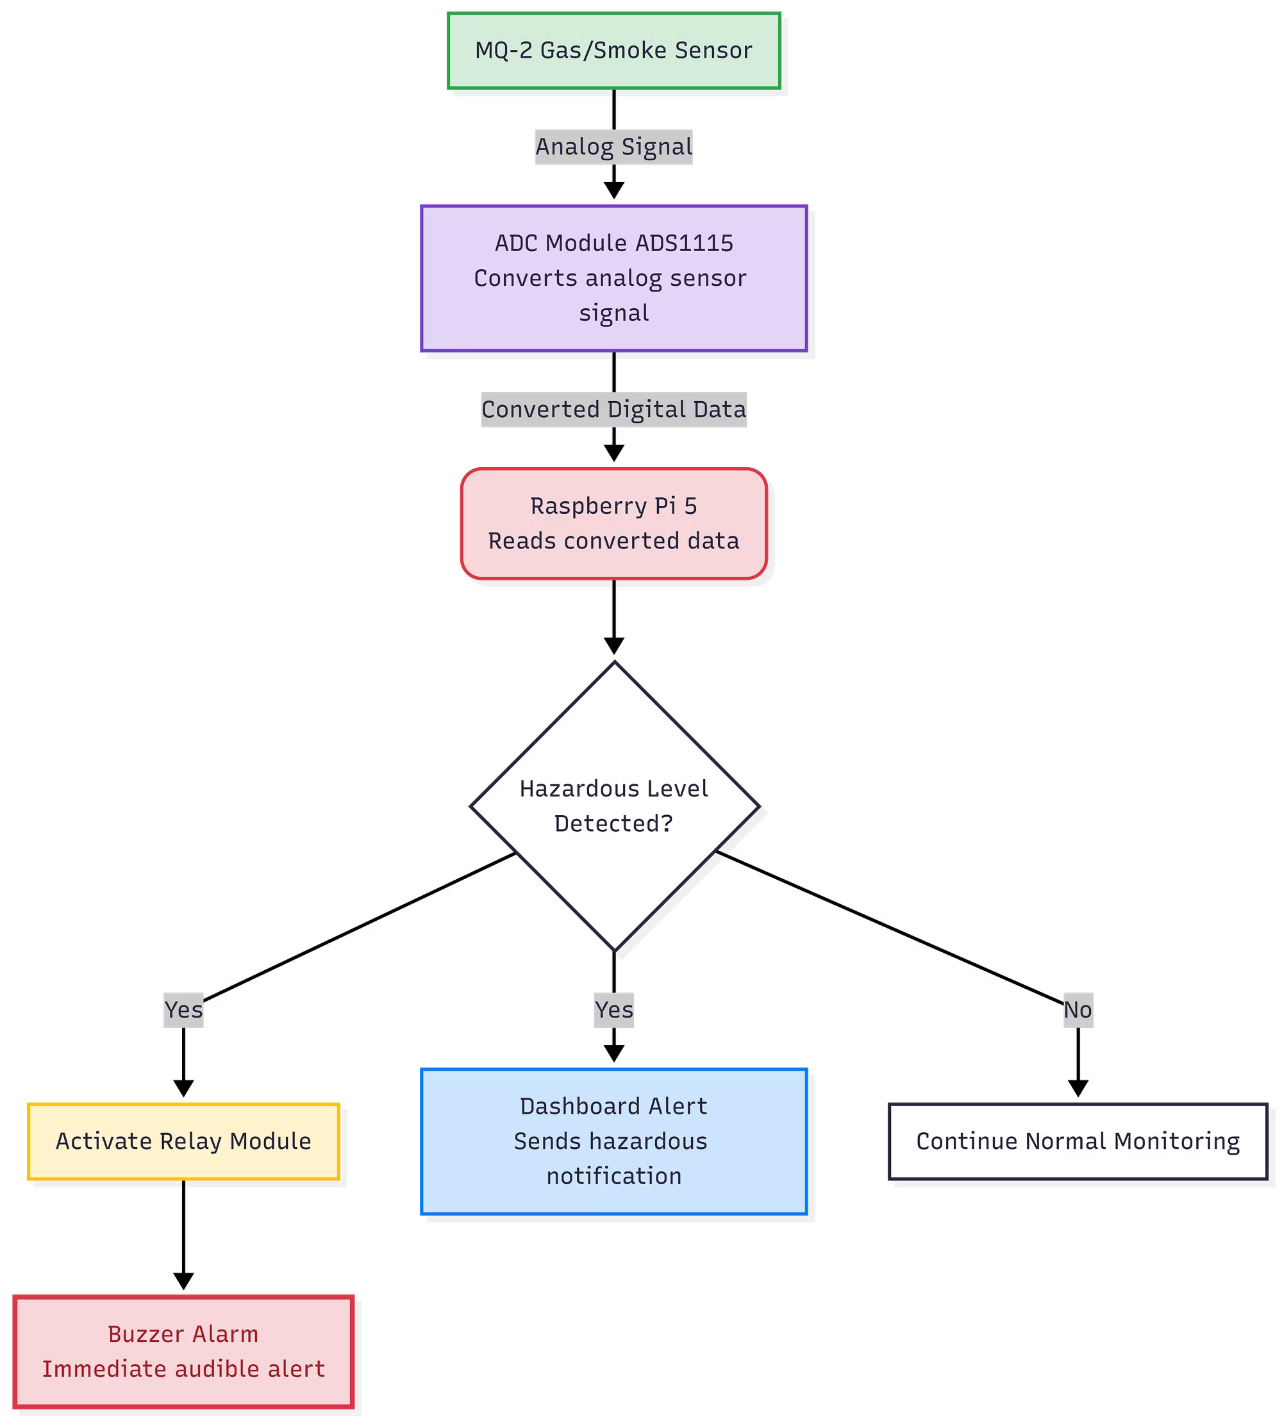 MQ-2 Gas/Smoke Sensor
Analog Signal
ADC Module ADS1115
Converts analog sensor
signal
Converted Digital Data
Raspberry Pi 5
Reads converted data
Hazardous Level
Detected?
Yes
Yes
No
Activate Relay Module
Dashboard Alert
Sends hazardous
notification
Continue Normal Monitoring
Buzzer Alarm
Immediate audible alert